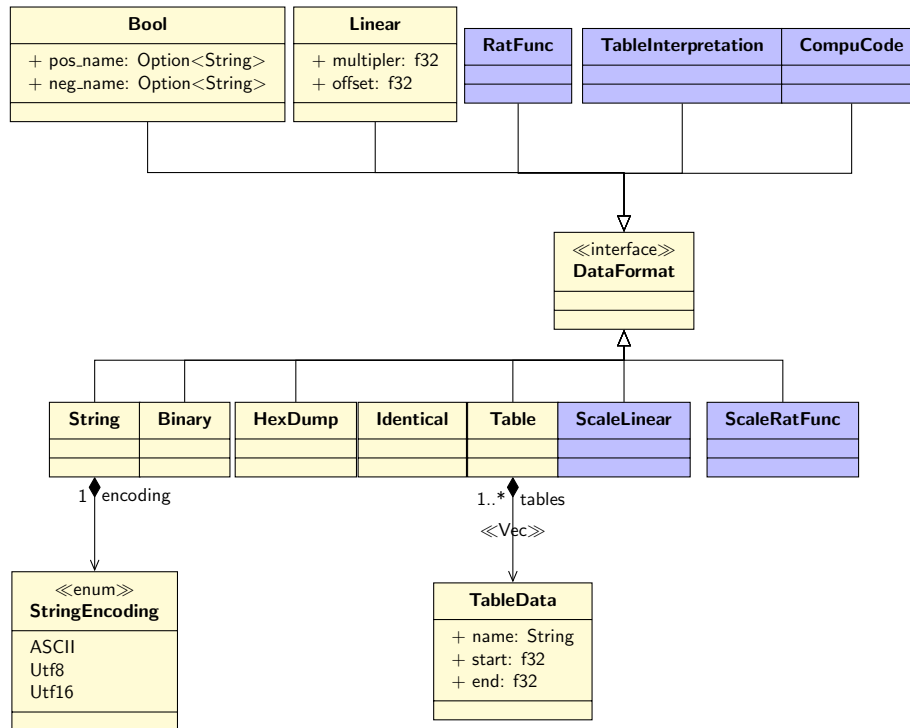 Bool
+ pos_name: Option<String>
+ neg_name: Option<String>
Linear
+ multipler: f32
+ offset: f32
RatFunc
TableInterpretation
CompuCode
≪interface≫
DataFormat
String
Binary
HexDump
Identical
Table
ScaleLinear
ScaleRatFunc
1 encoding
1..* tables
≪Vec≫
≪enum≫
StringEncoding
ASCII
Utf8
Utf16
TableData
+ name: String
+ start: f32
+ end: f32